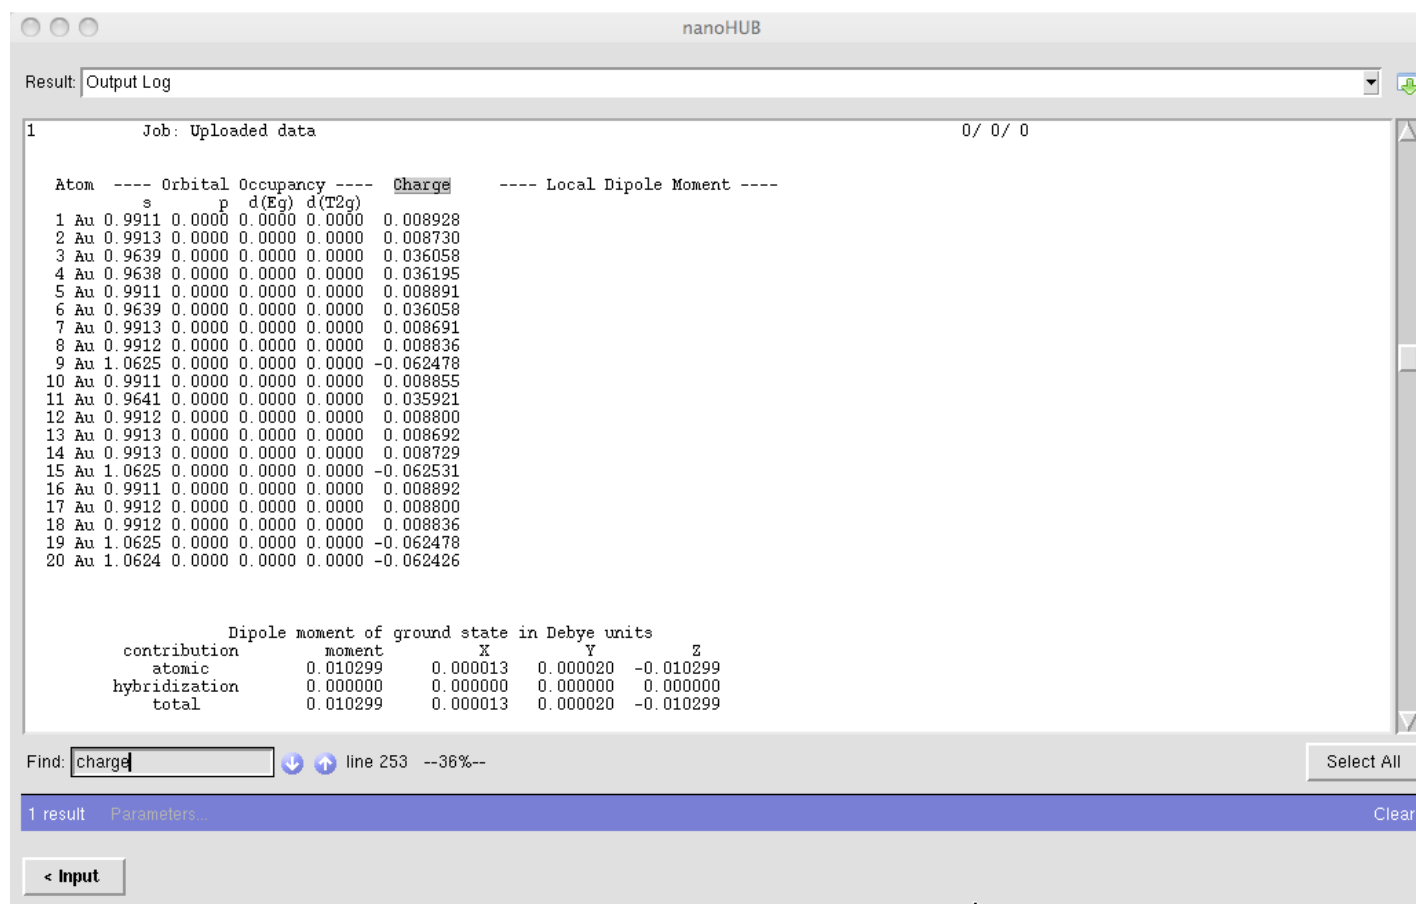 nanoHUB
Result: Output Log
1 Job: Uploaded data 0/ 0/ 0
Atom ---- Orbital Occupancy ---- Charge ---- Local Dipole Moment ----
s p d(Eg) d(T2g)
1 Au 0.9911 0.0000 0.0000 0.0000 0.008928
2 Au 0.9913 0.0000 0.0000 0.0000 0.008730
3 Au 0.9639 0.0000 0.0000 0.0000 0.036058
4 Au 0.9638 0.0000 0.0000 0.0000 0.036195
5 Au 0.9911 0.0000 0.0000 0.0000 0.008891
6 Au 0.9639 0.0000 0.0000 0.0000 0.036058
7 Au 0.9913 0.0000 0.0000 0.0000 0.008691
8 Au 0.9912 0.0000 0.0000 0.0000 0.008836
9 Au 1.0625 0.0000 0.0000 0.0000 -0.062478
10 Au 0.9911 0.0000 0.0000 0.0000 0.008855
11 Au 0.9641 0.0000 0.0000 0.0000 0.035921
12 Au 0.9912 0.0000 0.0000 0.0000 0.008800
13 Au 0.9913 0.0000 0.0000 0.0000 0.008692
14 Au 0.9913 0.0000 0.0000 0.0000 0.008729
15 Au 1.0625 0.0000 0.0000 0.0000 -0.062531
16 Au 0.9911 0.0000 0.0000 0.0000 0.008892
17 Au 0.9912 0.0000 0.0000 0.0000 0.008800
18 Au 0.9912 0.0000 0.0000 0.0000 0.008836
19 Au 1.0625 0.0000 0.0000 0.0000 -0.062478
20 Au 1.0624 0.0000 0.0000 0.0000 -0.062426
Dipole moment of ground state in Debye units
contribution moment X Y Z
atomic 0.010299 0.000013 0.000020 -0.010299
hybridization 0.000000 0.000000 0.000000 0.000000
total 0.010299 0.000013 0.000020 -0.010299
Find: charge line 253 --36%-- Select All
1 result Parameters... Clear
< Input